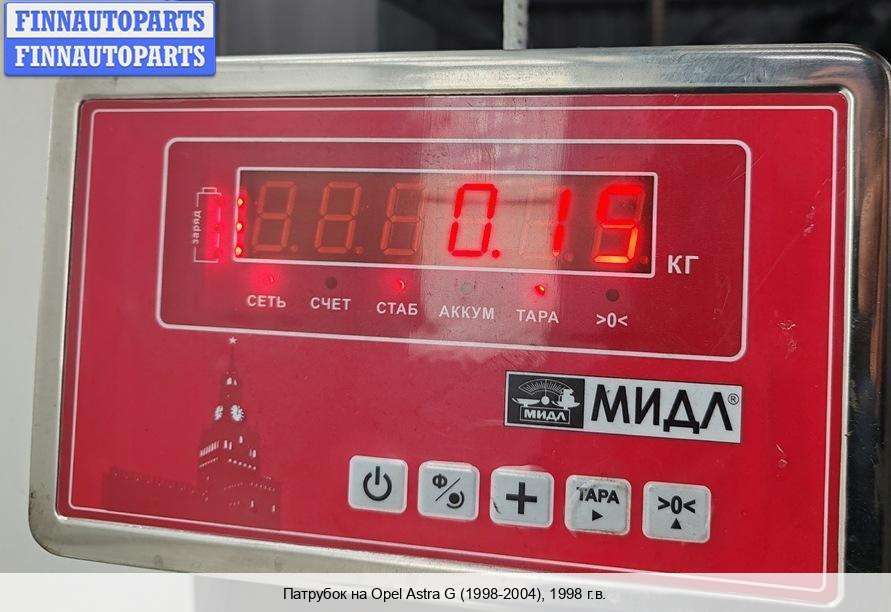 FINNAUTOPARTS
FINNAUTOPARTS
заряд
0.15
КГ
СЕТЬ СЧЕТ СТАБ АККУМ ТАРА >0<
МИДЛ МИДЛ®
Ф/
+
ТАРА
>0<
Патрубок на Opel Astra G (1998-2004), 1998 г.в.